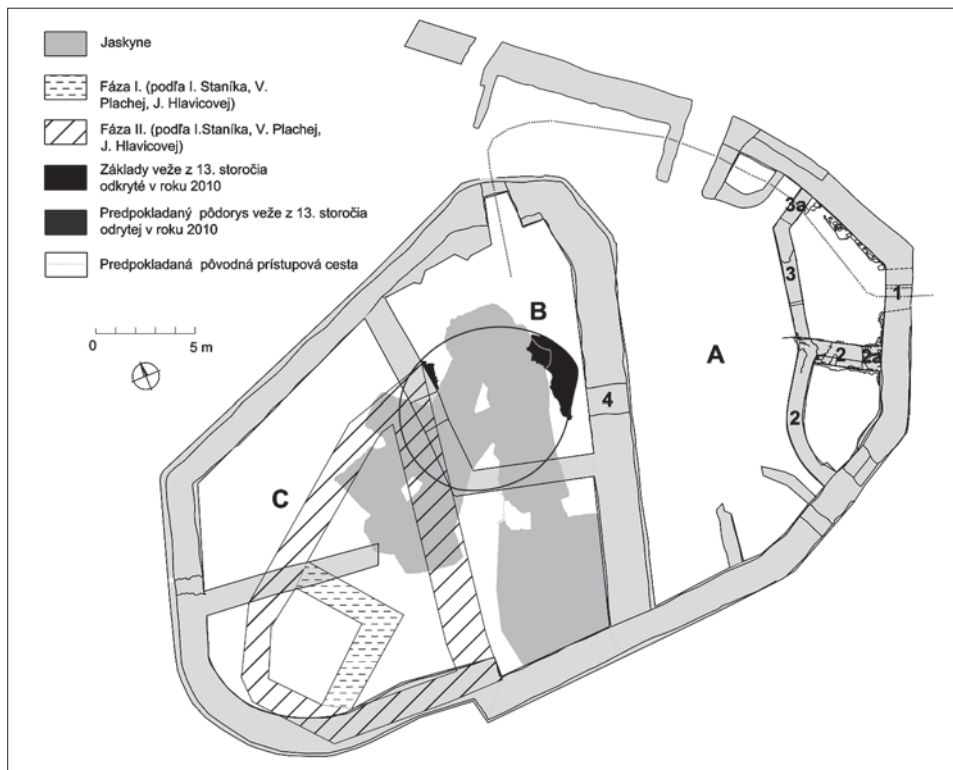 Jaskyne
Fáza I. (podľa I. Staníka, V.
Plachej, J. Hlavicovej)
Fáza II. (podľa I.Staníka, V. Plachej,
J. Hlavicovej)
Základy veže z 13. storočia
odkryté v roku 2010
Predpokladaný pôdorys veže z 13. storočia
odrytej v roku 2010
Predpokladaná pôvodná prístupová cesta
0
5 m
3a
3
1
B
A
2
2a
4
2
C